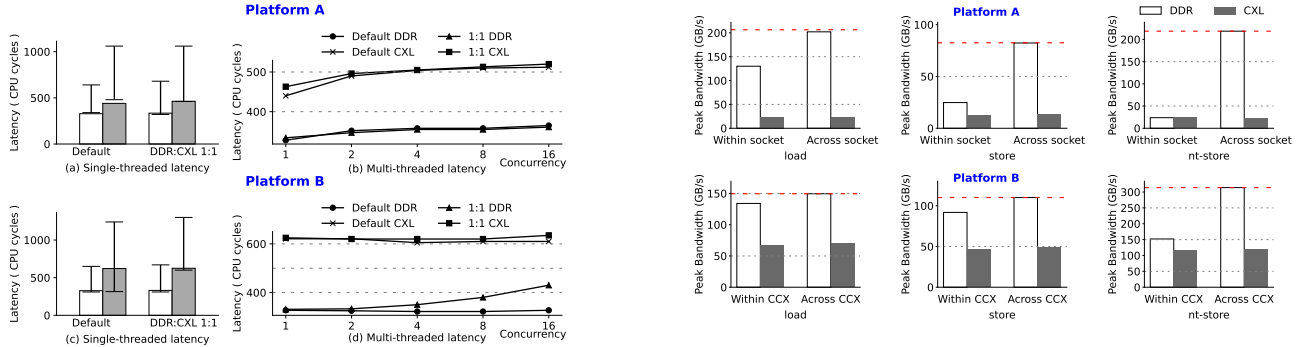 Platform A
Latency ( CPU cycles)
1000
500
0
Default
DDR:CXL 1:1
(a) Single-threaded latency
Latency ( CPU cycles)
Default DDR
1:1 DDR
Default CXL
1:1 CXL
500
400
1
2
4
8
16
Concurrency
(b) Multi-threaded latency
Platform B
Latency ( CPU cycles)
1000
500
0
Default
DDR:CXL 1:1
(c) Single-threaded latency
Latency ( CPU cycles)
Default DDR
1:1 DDR
Default CXL
1:1 CXL
600
400
1
2
4
8
16
Concurrency
(d) Multi-threaded latency
DDR
CXL
Platform A
Peak Bandwidth (GB/s)
200
150
100
50
0
Within socket
Across socket
load
Peak Bandwidth (GB/s)
100
50
0
Within socket
Across socket
store
Peak Bandwidth (GB/s)
200
150
100
50
0
Within socket
Across socket
nt-store
Platform B
Peak Bandwidth (GB/s)
150
100
50
0
Within CCX
Across CCX
load
Peak Bandwidth (GB/s)
100
50
0
Within CCX
Across CCX
store
Peak Bandwidth (GB/s)
300
250
200
150
100
50
0
Within CCX
Across CCX
nt-store